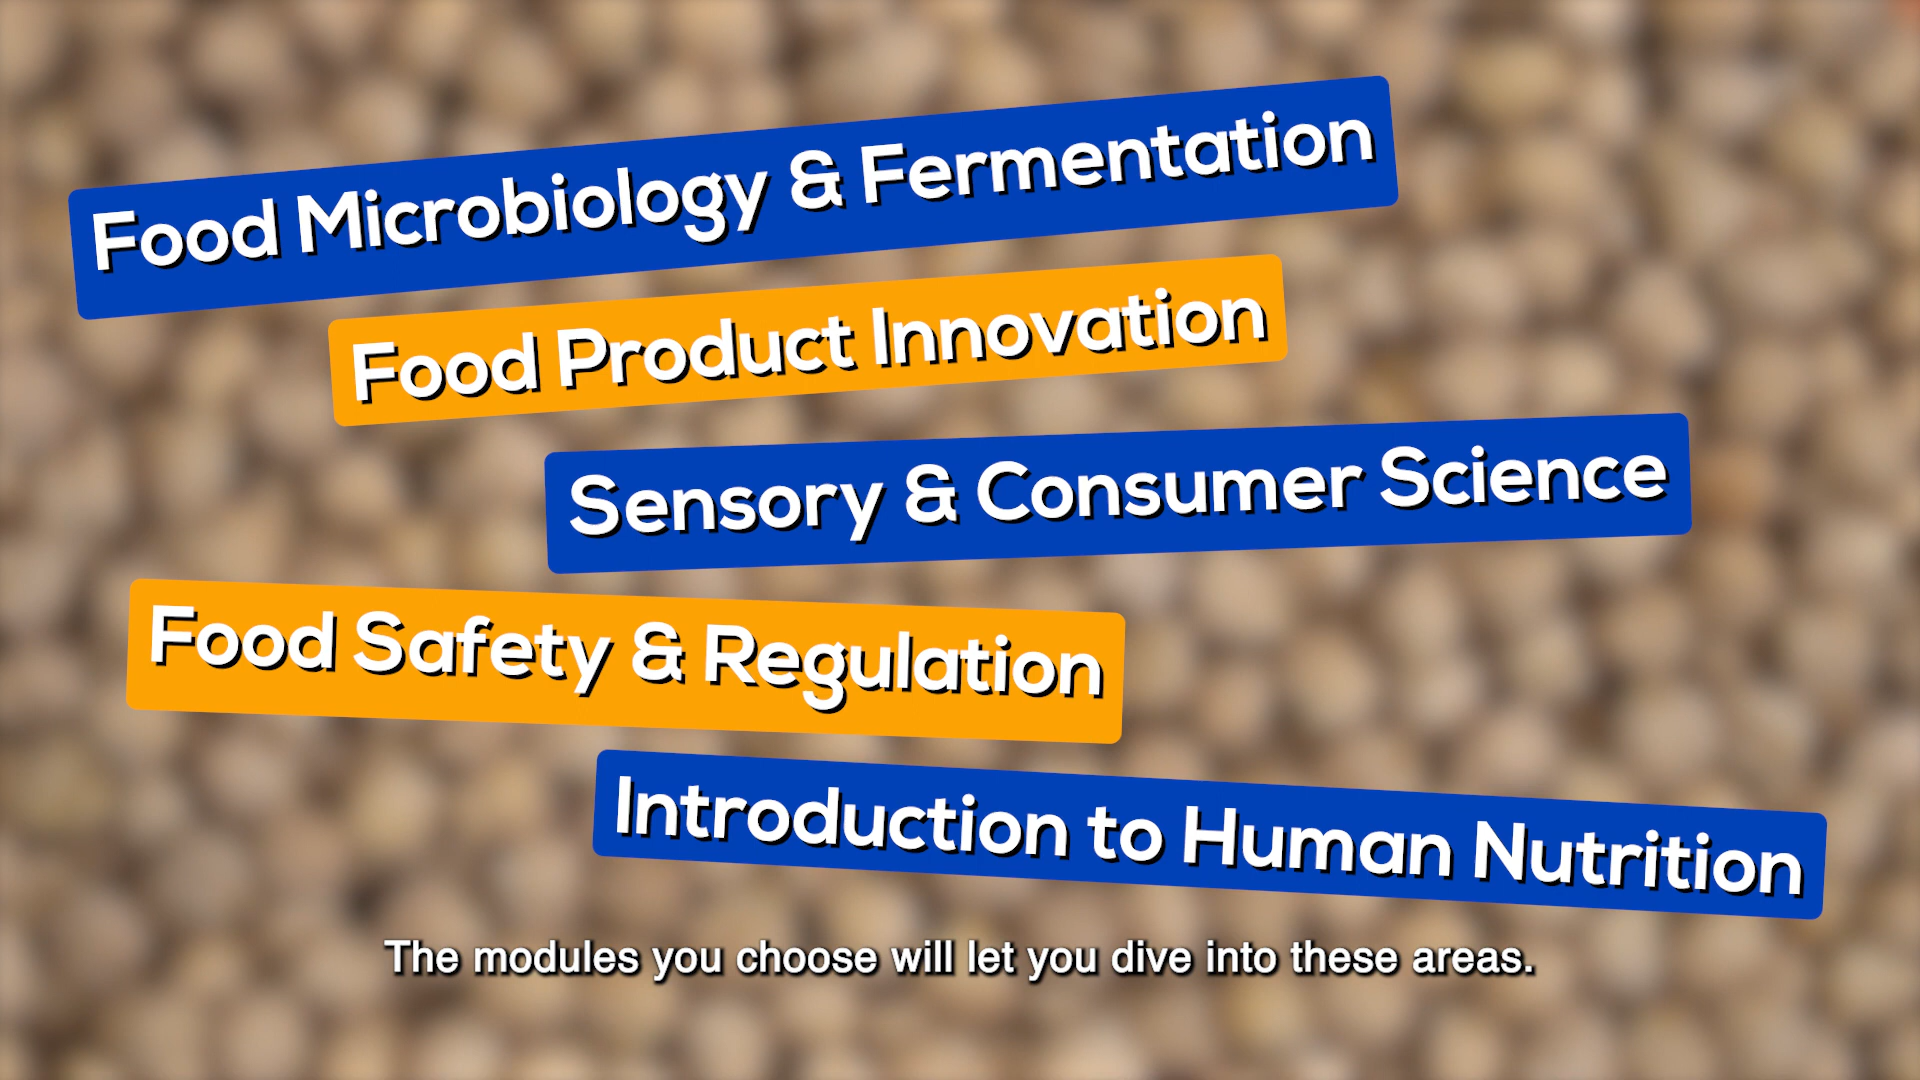 Food Microbiology & Fermentation
Food Product Innovation
Sensory & Consumer Science
Food Safety & Regulation
Introduction to Human Nutrition
The modules you choose will let you dive into these areas.